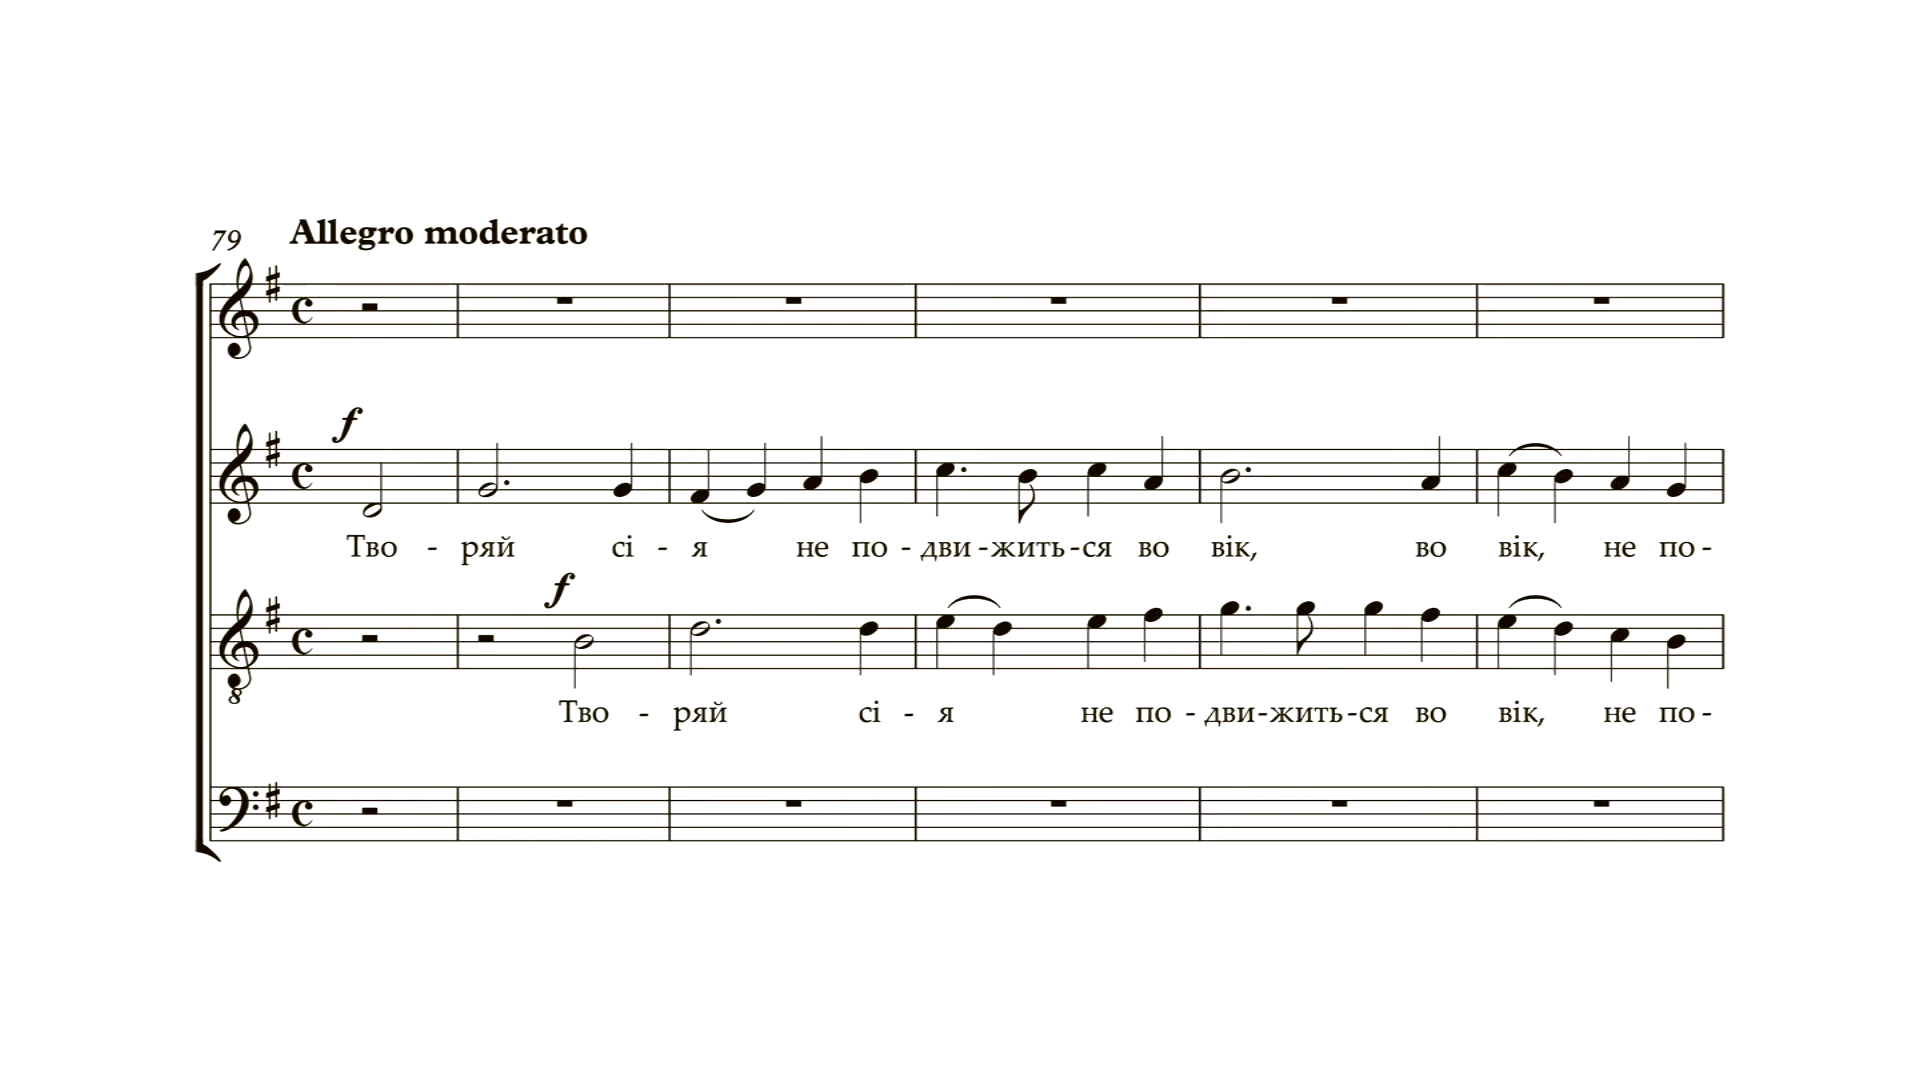 79 Allegro moderato
f
Тво - ряй сі - я не по - дви - жить - ся во вік, во вік, не по -
f
8
Тво - ряй сі - я не по - дви - жить - ся во вік, не по -